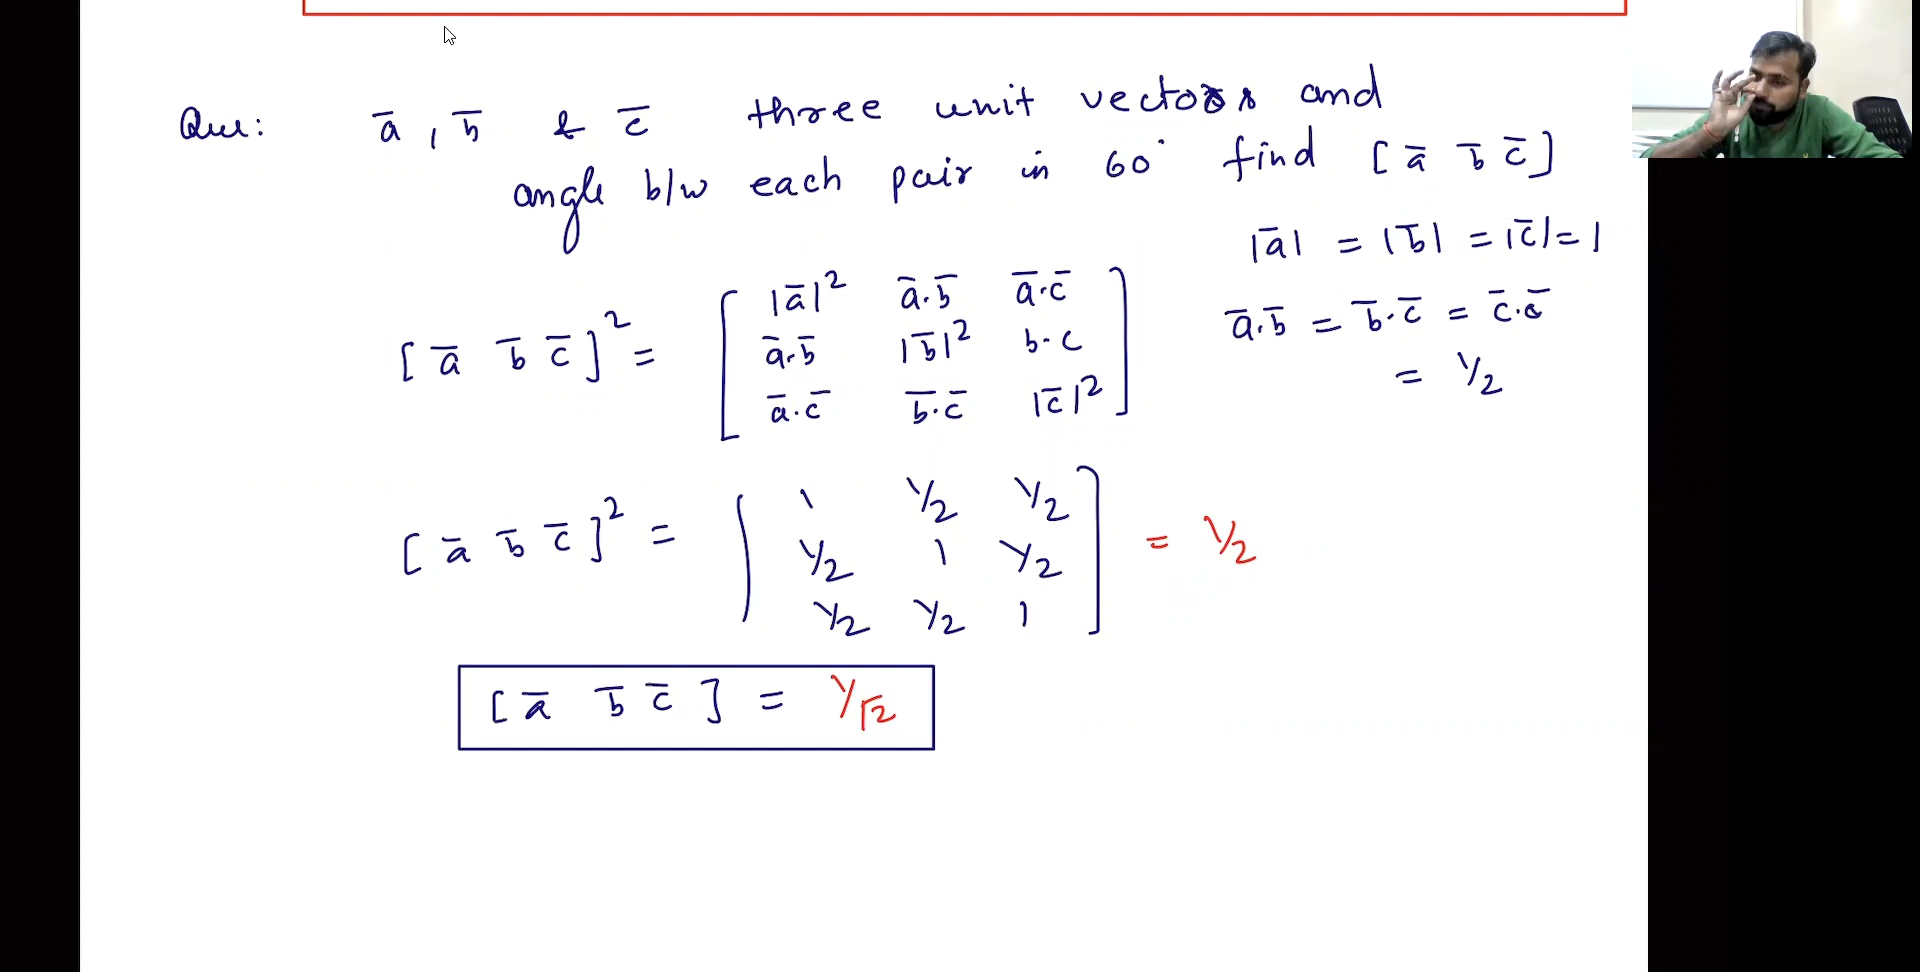 Que: a̅ , b̅ & c̅ three unit vectors and
angle b/w each pair is 60° find [ a̅ b̅ c̅ ]
|a̅| = |b̅| = |c̅| = 1
a̅.b̅ = b̅.c̅ = c̅.a̅
= 1/2
[ a̅ b̅ c̅ ]² =
|a̅|² a̅.b̅ a̅.c̅
a̅.b̅ |b̅|² b.c
a̅.c̅ b̅.c̅ |c̅|²
[ a̅ b̅ c̅ ]² = = 1/2
1 1/2 1/2
1/2 1 1/2
1/2 1/2 1
[ a̅ b̅ c̅ ] = 1/√2